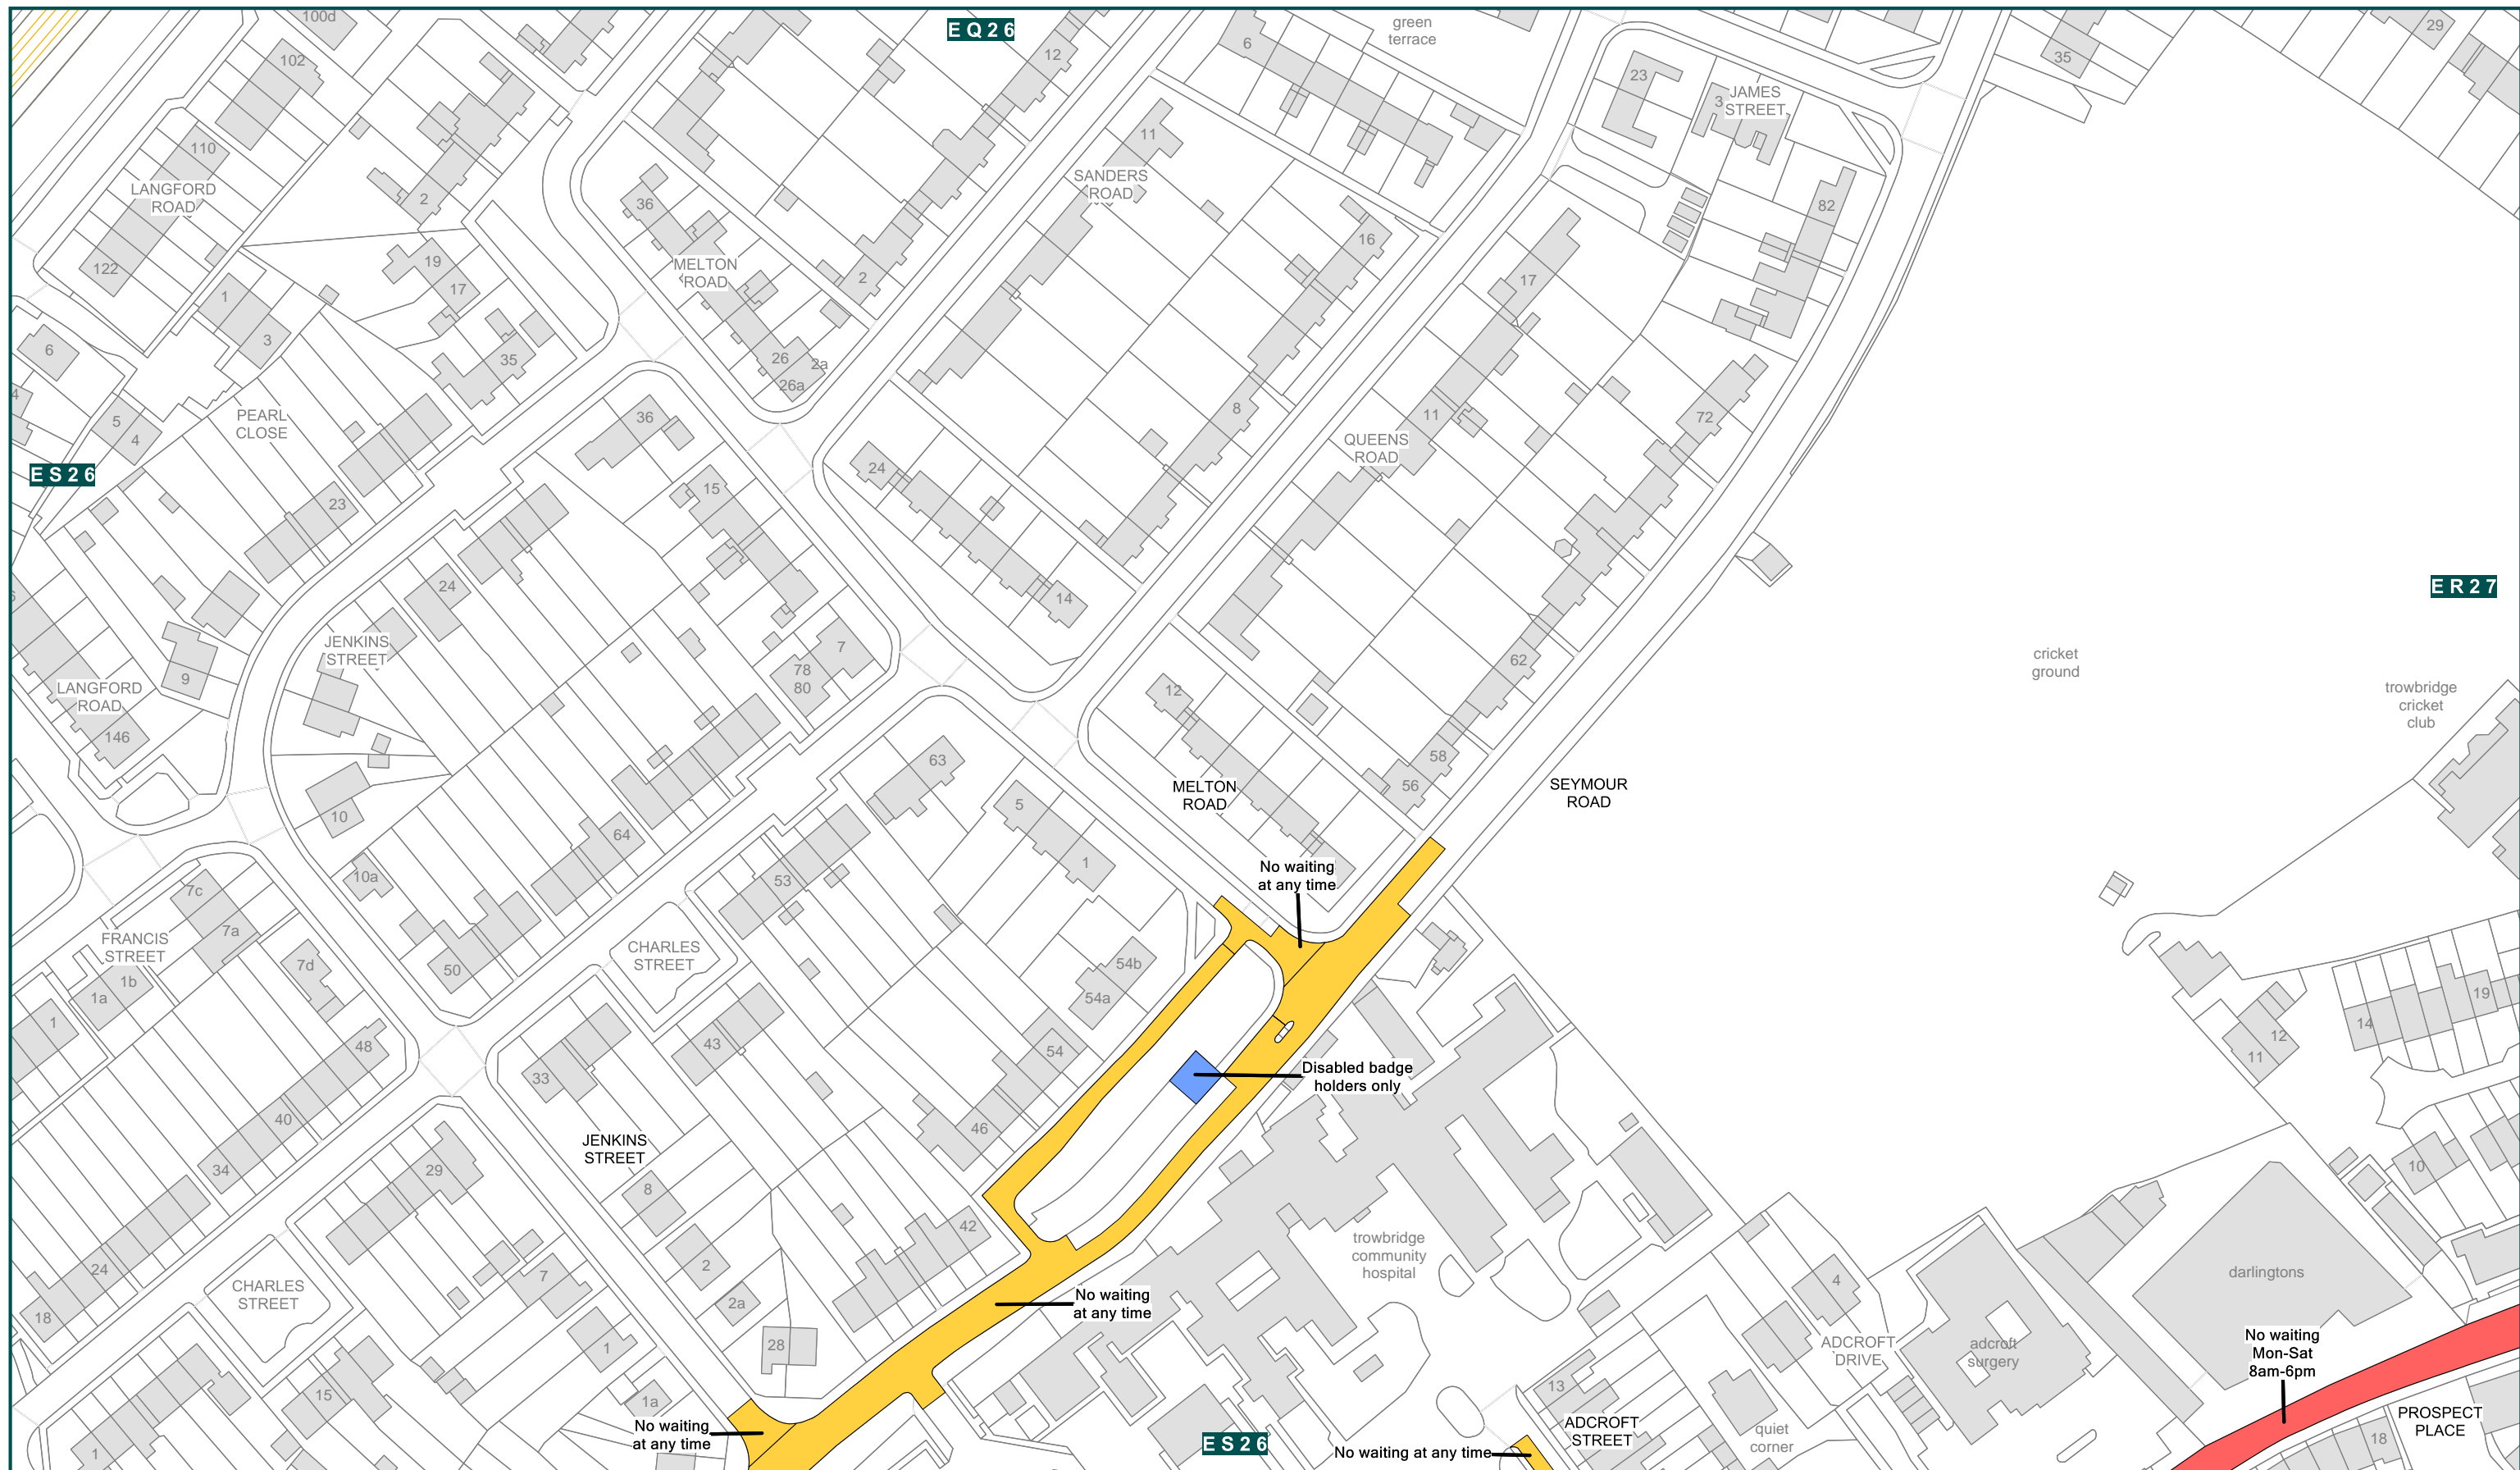 100d
EQ26
green
terrace
29
12
6
35
102
23
JAMES
STREET
3
110
11
LANGFORD
ROAD
2
36
SANDERS
ROAD
82
16
122
19
17
MELTON
ROAD
2
17
1
3
6
35
26
2a
26a
4
5
4
PEARL
CLOSE
36
8
11
72
QUEENS
ROAD
ES26
24
15
23
14
ER27
24
JENKINS
STREET
7
78
80
62
cricket
ground
9
LANGFORD
ROAD
12
trowbridge
cricket
club
146
63
58
56
MELTON
ROAD
SEYMOUR
ROAD
10
5
64
1
53
10a
No waiting
at any time
7c
7a
FRANCIS
STREET
CHARLES
STREET
7d
50
54b
54a
1b
1a
1
19
14
12
11
48
43
54
33
Disabled badge
holders only
40
46
JENKINS
STREET
34
29
8
10
42
trowbridge
community
hospital
24
CHARLES
STREET
7
2
2a
4
darlingtons
18
No waiting
at any time
28
1
ADCROFT
DRIVE
adcroft
surgery
No waiting
Mon-Sat
8am-6pm
15
1a
13
No waiting
at any time
ADCROFT
STREET
quiet
corner
PROSPECT
PLACE
1
ES26
No waiting at any time
18